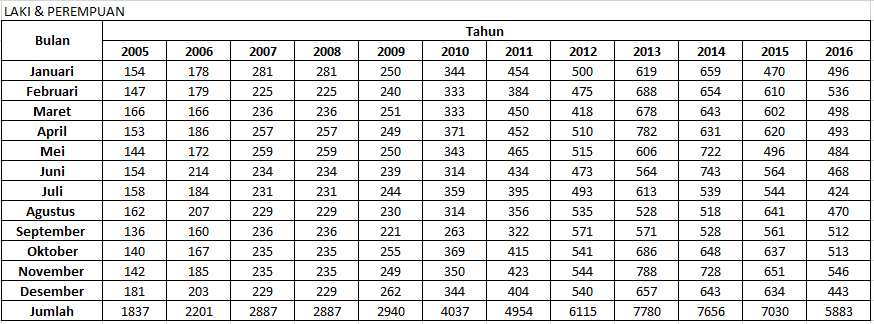 LAKI & PEREMPUAN
Bulan Tahun
2005 2006 2007 2008 2009 2010 2011 2012 2013 2014 2015 2016
Januari 154 178 281 281 250 344 454 500 619 659 470 496
Februari 147 179 225 225 240 333 384 475 688 654 610 536
Maret 166 166 236 236 251 333 450 418 678 643 602 498
April 153 186 257 257 249 371 452 510 782 631 620 493
Mei 144 172 259 259 250 343 465 515 606 722 496 484
Juni 154 214 234 234 239 314 434 473 564 743 564 468
Juli 158 184 231 231 244 359 395 493 613 539 544 424
Agustus 162 207 229 229 230 314 356 535 528 518 641 470
September 136 160 236 236 221 263 322 571 571 528 561 512
Oktober 140 167 235 235 255 369 415 541 686 648 637 513
November 142 185 235 235 249 350 423 544 788 728 651 546
Desember 181 203 229 229 262 344 404 540 657 643 634 443
Jumlah 1837 2201 2887 2887 2940 4037 4954 6115 7780 7656 7030 5883